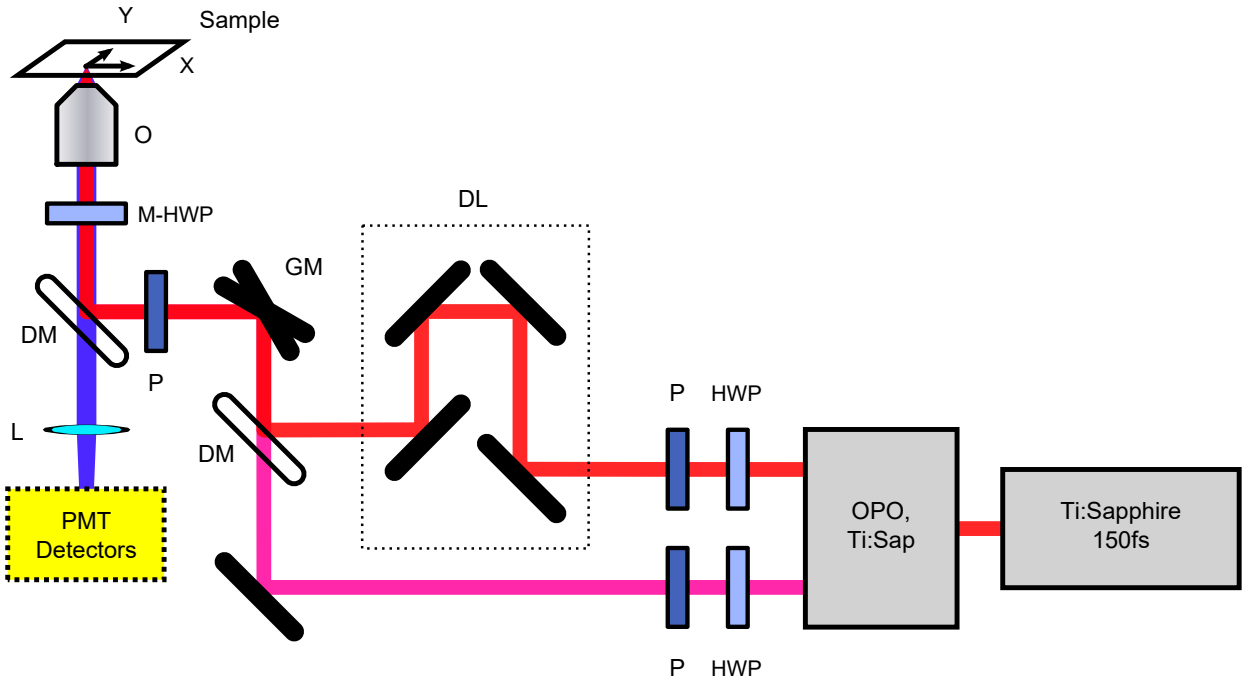 Y
Sample
X
O
M-HWP
DL
GM
DM
P
P
HWP
L
DM
OPO,
Ti:Sap
Ti:Sapphire
150fs
PMT
Detectors
P
HWP